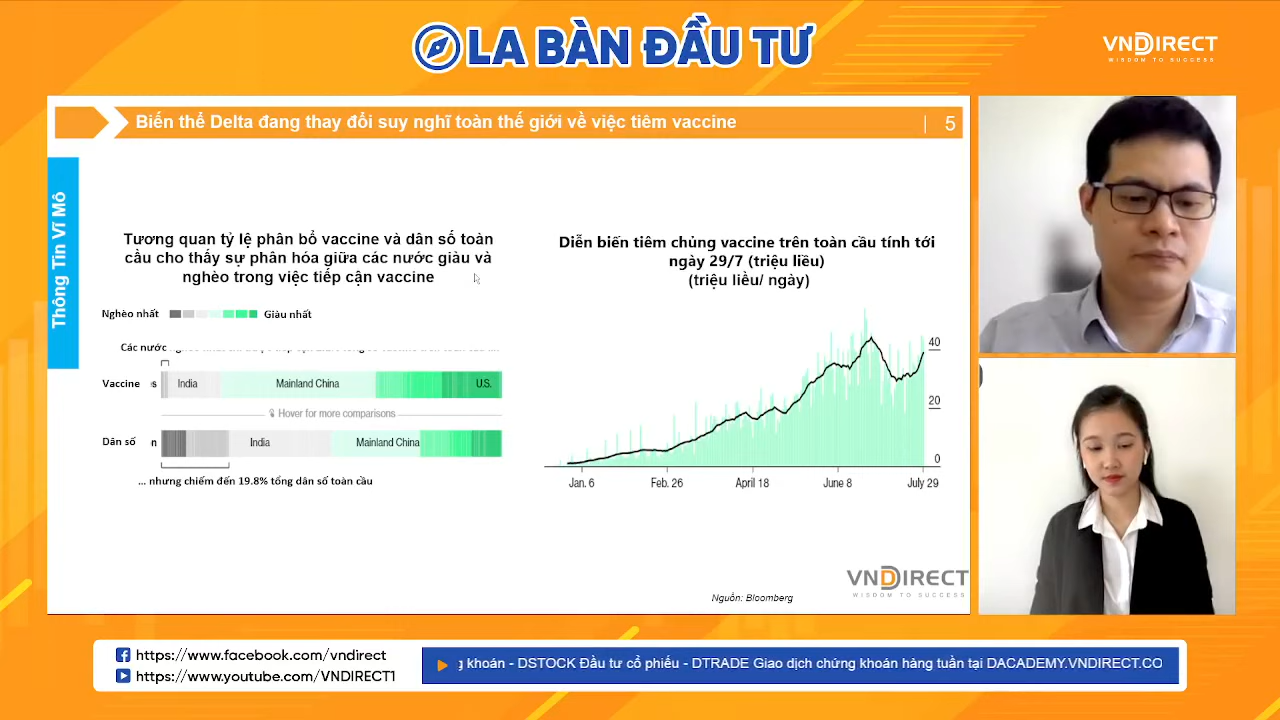 LA BÀN ĐẦU TƯ
VNDIRECT
WISDOM TO SUCCESS
Biến thể Delta đang thay đổi suy nghĩ toàn thế giới về việc tiêm vaccine
5
Thông Tin Vĩ Mô
Tương quan tỷ lệ phân bổ vaccine và dân số toàn
cầu cho thấy sự phân hóa giữa các nước giàu và
nghèo trong việc tiếp cận vaccine
Nghèo nhất
Giàu nhất
Các nước
Vaccine
India
Mainland China
U.S.
Hover for more comparisons
Dân số
India
Mainland China
... nhưng chiếm đến 19.8% tổng dân số toàn cầu
Diễn biến tiêm chủng vaccine trên toàn cầu tính tới
ngày 29/7 (triệu liều)
(triệu liều/ ngày)
40
20
0
Jan. 6
Feb. 26
April 18
June 8
July 29
VNDIRECT
WISDOM TO SUCCESS
Nguồn: Bloomberg
https://www.facebook.com/vndirect
https://www.youtube.com/VNDIRECT1
g khoán - DSTOCK Đầu tư cổ phiếu - DTRADE Giao dịch chứng khoán hàng tuần tại DACADEMY.VNDIRECT.CO